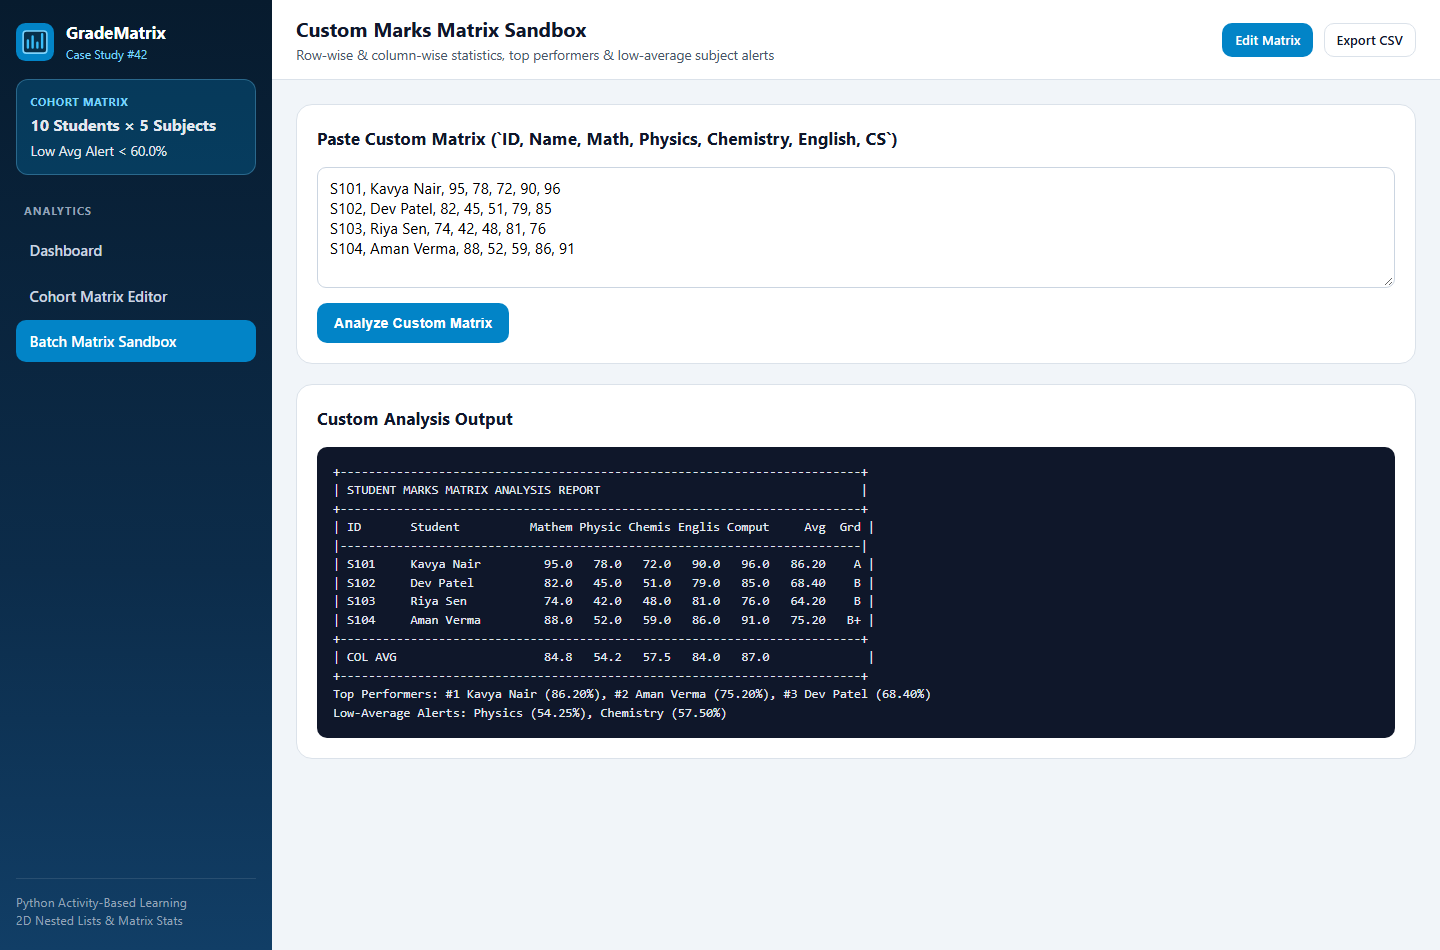 GradeMatrix
Case Study #42
COHORT MATRIX
10 Students × 5 Subjects
Low Avg Alert < 60.0%
ANALYTICS
Dashboard
Cohort Matrix Editor
Batch Matrix Sandbox
Python Activity-Based Learning
2D Nested Lists & Matrix Stats
Custom Marks Matrix Sandbox
Row-wise & column-wise statistics, top performers & low-average subject alerts
Edit Matrix
Export CSV
Paste Custom Matrix (`ID, Name, Math, Physics, Chemistry, English, CS`)
S101, Kavya Nair, 95, 78, 72, 90, 96
S102, Dev Patel, 82, 45, 51, 79, 85
S103, Riya Sen, 74, 42, 48, 81, 76
S104, Aman Verma, 88, 52, 59, 86, 91
Analyze Custom Matrix
Custom Analysis Output
+--------------------------------------------------------------------------+
| STUDENT MARKS MATRIX ANALYSIS REPORT                                     |
+--------------------------------------------------------------------------+
| ID       Student          Mathem Physic Chemis Englis Comput     Avg  Grd |
|--------------------------------------------------------------------------|
| S101     Kavya Nair         95.0   78.0   72.0   90.0   96.0   86.20    A |
| S102     Dev Patel          82.0   45.0   51.0   79.0   85.0   68.40    B |
| S103     Riya Sen           74.0   42.0   48.0   81.0   76.0   64.20    B |
| S104     Aman Verma         88.0   52.0   59.0   86.0   91.0   75.20   B+ |
+--------------------------------------------------------------------------+
| COL AVG                     84.8   54.2   57.5   84.0   87.0              |
+--------------------------------------------------------------------------+
Top Performers: #1 Kavya Nair (86.20%), #2 Aman Verma (75.20%), #3 Dev Patel (68.40%)
Low-Average Alerts: Physics (54.25%), Chemistry (57.50%)